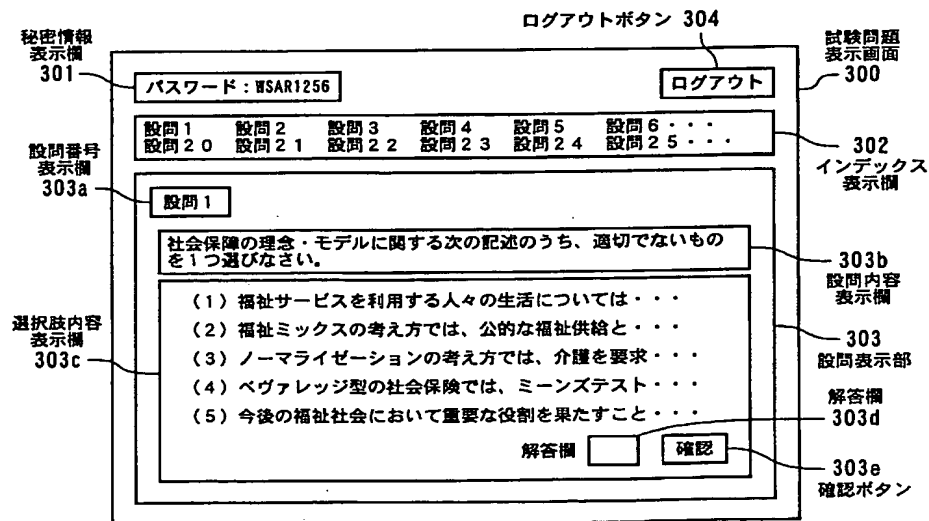 ログアウトボタン 304
秘密情報
表示欄
301
試験問題
表示画面
300
パスワード：WSAR1256
ログアウト
設問1 設問2 設問3 設問4 設問5 設問6・・・
設問20 設問21 設問22 設問23 設問24 設問25・・・
302
インデックス
表示欄
設問番号
表示欄
303a
設問1
社会保障の理念・モデルに関する次の記述のうち、適切でないもの
を1つ選びなさい。
303b
設問内容
表示欄
選択肢内容
表示欄
303c
（1）福祉サービスを利用する人々の生活については・・・
（2）福祉ミックスの考え方では、公的な福祉供給と・・・
（3）ノーマライゼーションの考え方では、介護を要求・・・
（4）ベヴァレッジ型の社会保険では、ミーンズテスト・・・
（5）今後の福祉社会において重要な役割を果たすこと・・・
303
設問表示部
解答欄
303d
解答欄
確認
303e
確認ボタン